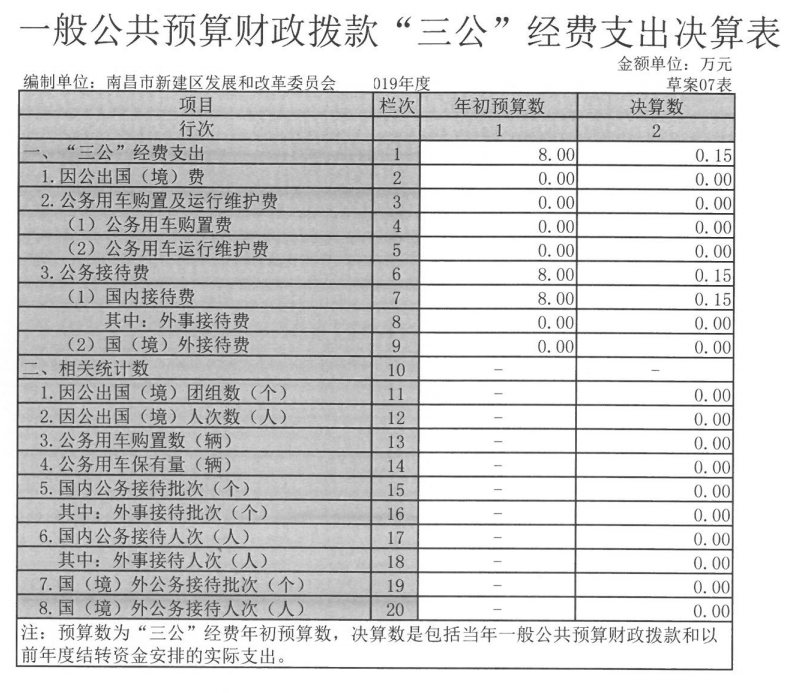 一般公共预算财政拨款“三公”经费支出决算表
金额单位：万元
编制单位：南昌市新建区发展和改革委员会 019年度 草案07表
项目 栏次 年初预算数 决算数
行次 1 2
一、“三公”经费支出 1 8.00 0.15
1.因公出国（境）费 2 0.00 0.00
2.公务用车购置及运行维护费 3 0.00 0.00
（1）公务用车购置费 4 0.00 0.00
（2）公务用车运行维护费 5 0.00 0.00
3.公务接待费 6 8.00 0.15
（1）国内接待费 7 8.00 0.15
其中：外事接待费 8 0.00 0.00
（2）国（境）外接待费 9 0.00 0.00
二、相关统计数 10 – –
1.因公出国（境）团组数（个） 11 – 0.00
2.因公出国（境）人次数（人） 12 – 0.00
3.公务用车购置数（辆） 13 – 0.00
4.公务用车保有量（辆） 14 – 0.00
5.国内公务接待批次（个） 15 – 0.00
其中：外事接待批次（个） 16 – 0.00
6.国内公务接待人次（人） 17 – 0.00
其中：外事接待人次（人） 18 – 0.00
7.国（境）外公务接待批次（个） 19 – 0.00
8.国（境）外公务接待人次（人） 20 – 0.00
注：预算数为“三公”经费年初预算数，决算数是包括当年一般公共预算财政拨款和以
前年度结转资金安排的实际支出。